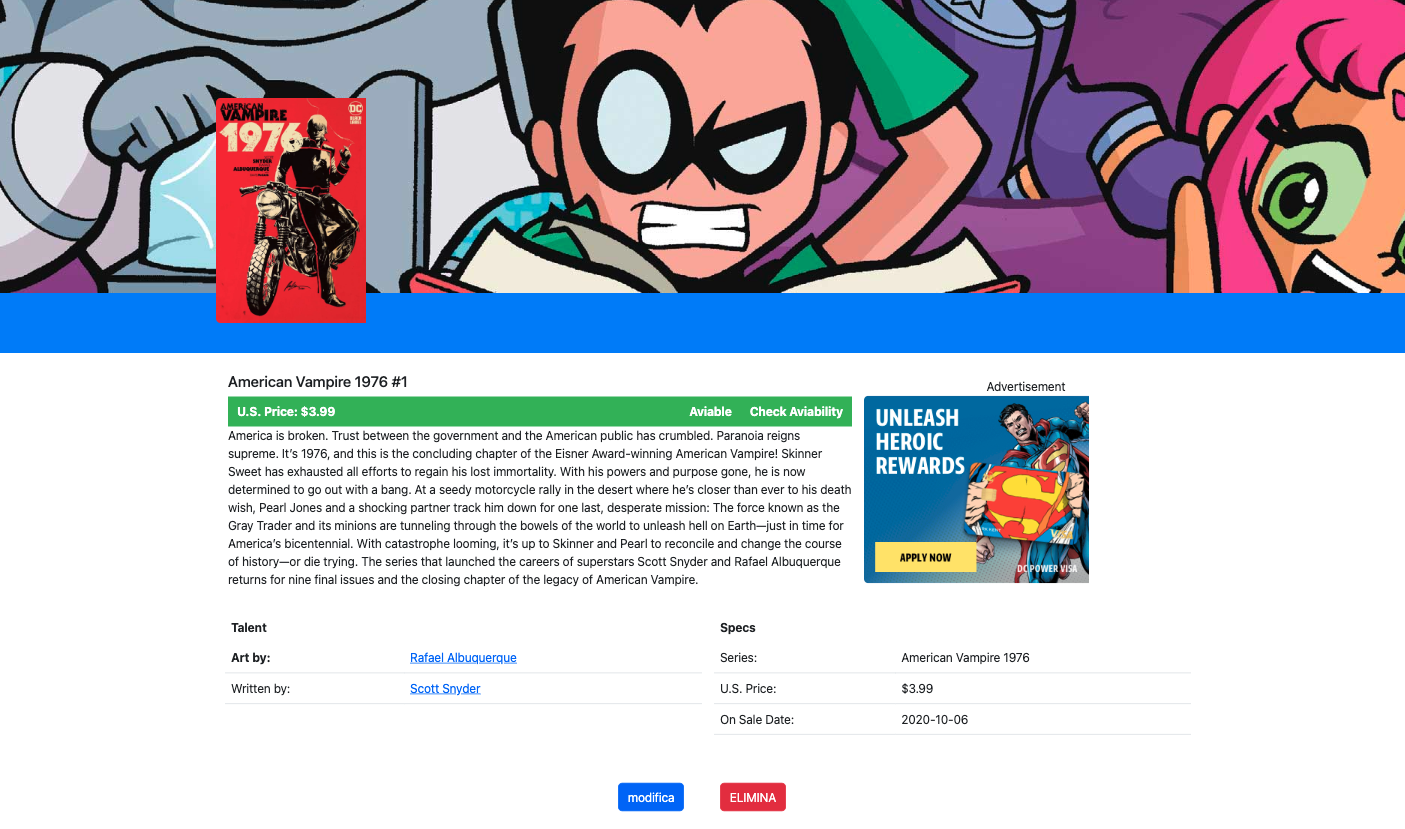 AMERICAN
VAMPIRE
1976
DC
SNYDER
ALBUQUERQUE
American Vampire 1976 #1
U.S. Price: $3.99 Aviable Check Aviability
America is broken. Trust between the government and the American public has crumbled. Paranoia reigns
supreme. It’s 1976, and this is the concluding chapter of the Eisner Award-winning American Vampire! Skinner
Sweet has exhausted all efforts to regain his lost immortality. With his powers and purpose gone, he is now
determined to go out with a bang. At a seedy motorcycle rally in the desert where he’s closer than ever to his death
wish, Pearl Jones and a shocking partner track him down for one last, desperate mission: The force known as the
Gray Trader and its minions are tunneling through the bowels of the world to unleash hell on Earth—just in time for
America’s bicentennial. With catastrophe looming, it’s up to Skinner and Pearl to reconcile and change the course
of history—or die trying. The series that launched the careers of superstars Scott Snyder and Rafael Albuquerque
returns for nine final issues and the closing chapter of the legacy of American Vampire.
Advertisement
UNLEASH
HEROIC
REWARDS
APPLY NOW
DC POWER VISA
Talent
Art by: Rafael Albuquerque
Written by: Scott Snyder
Specs
Series: American Vampire 1976
U.S. Price: $3.99
On Sale Date: 2020-10-06
modifica ELIMINA